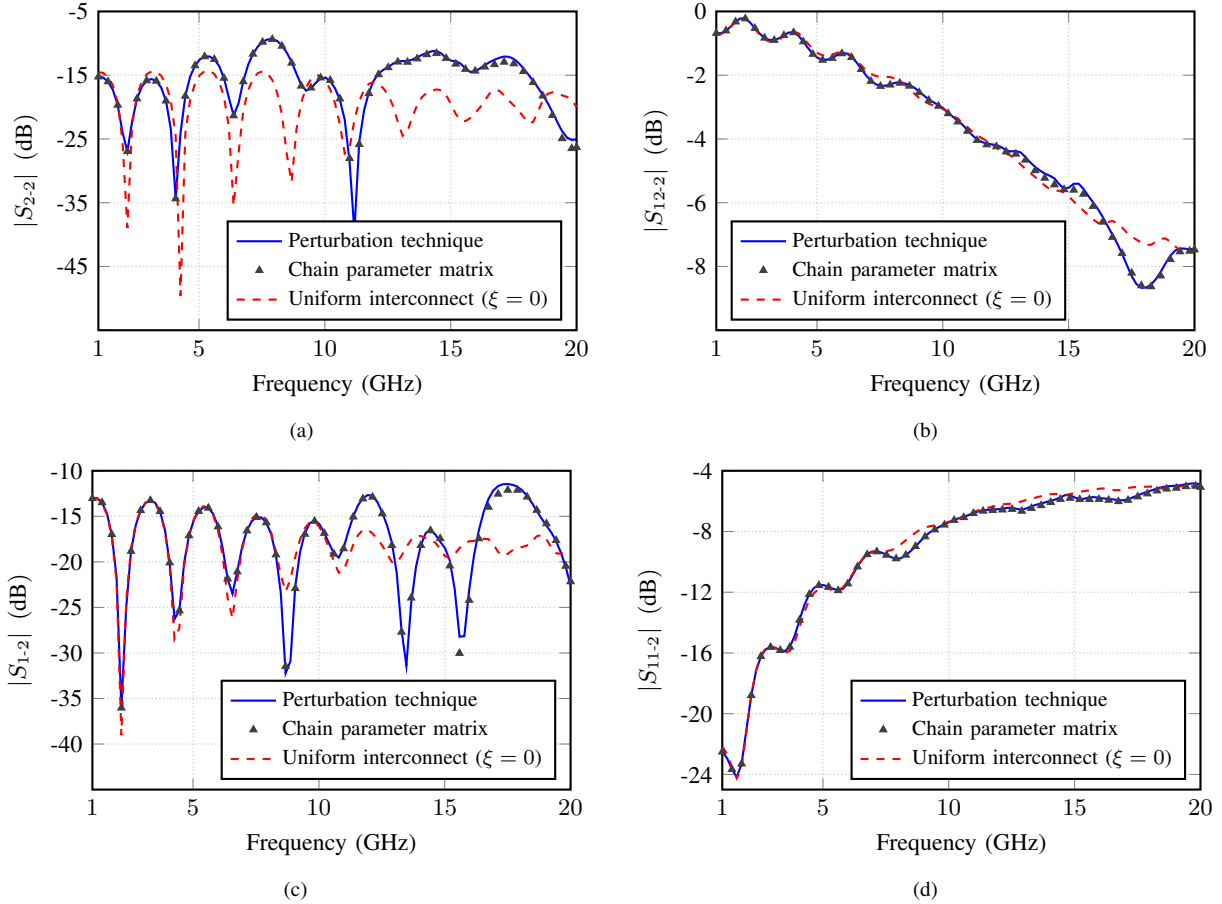 -5
-15
-25
-35
-45
|S2-2| (dB)
Perturbation technique
Chain parameter matrix
Uniform interconnect (ξ = 0)
1 5 10 15 20
Frequency (GHz)
(a)
0
-2
-4
-6
-8
|S12-2| (dB)
Perturbation technique
Chain parameter matrix
Uniform interconnect (ξ = 0)
1 5 10 15 20
Frequency (GHz)
(b)
-10
-15
-20
-25
-30
-35
-40
|S1-2| (dB)
Perturbation technique
Chain parameter matrix
Uniform interconnect (ξ = 0)
1 5 10 15 20
Frequency (GHz)
(c)
-4
-8
-12
-16
-20
-24
|S11-2| (dB)
Perturbation technique
Chain parameter matrix
Uniform interconnect (ξ = 0)
1 5 10 15 20
Frequency (GHz)
(d)